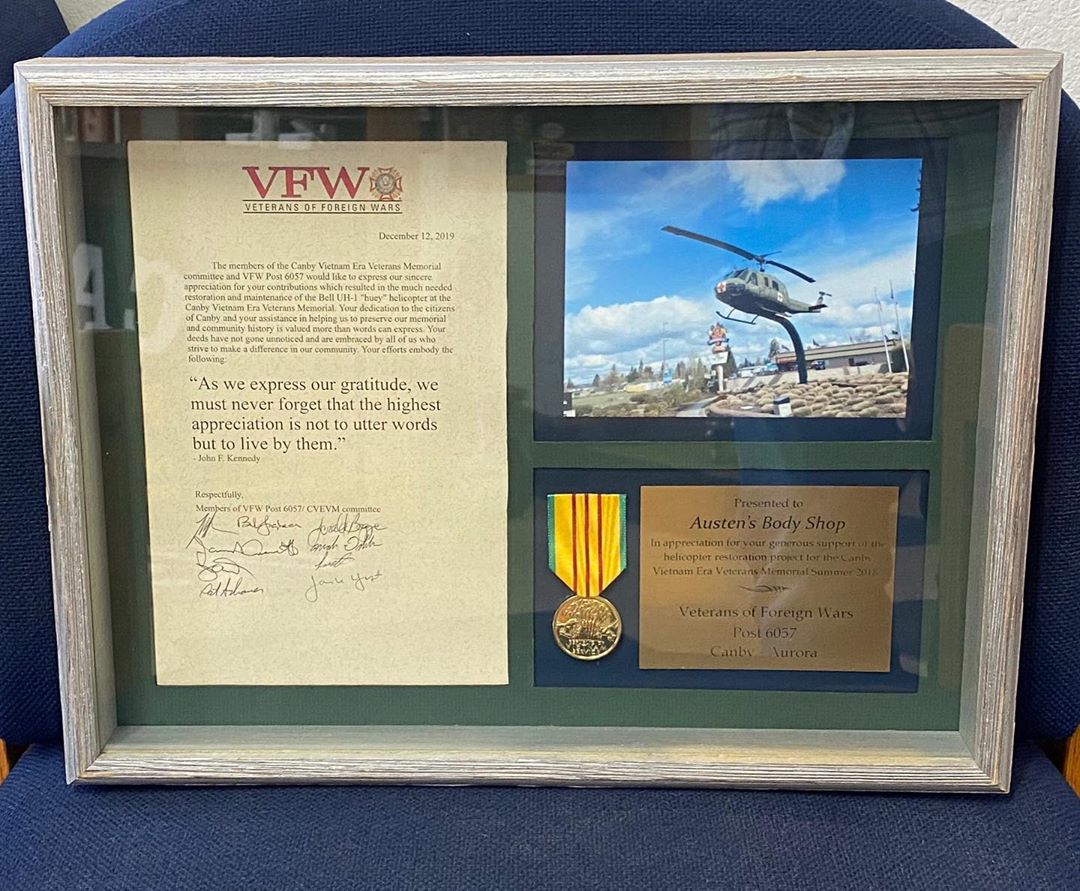 VFW
VETERANS OF FOREIGN WARS
December 12, 2019
The members of the Canby Vietnam Era Veterans Memorial
committee and VFW Post 6057 would like to express our sincere
appreciation for your contributions which resulted in the much needed
restoration and maintenance of the Bell UH-1 "huey" helicopter at the
Canby Vietnam Era Veterans Memorial. Your dedication to the citizens
of Canby and your assistance in helping us to preserve our memorial
and community history is valued more than words can express. Your
deeds have not gone unnoticed and are embraced by all of us who
strive to make a difference in our community. Your efforts embody the
following:
“As we express our gratitude, we
must never forget that the highest
appreciation is not to utter words
but to live by them.”
- John F. Kennedy
Respectfully,
Members of VFW Post 6057/ CVEVM committee
Presented to
Austen's Body Shop
In appreciation for your generous support of the
helicopter restoration project for the Canby
Vietnam Era Veterans Memorial Summer
Veterans of Foreign Wars
Post 6057
Canby - Aurora